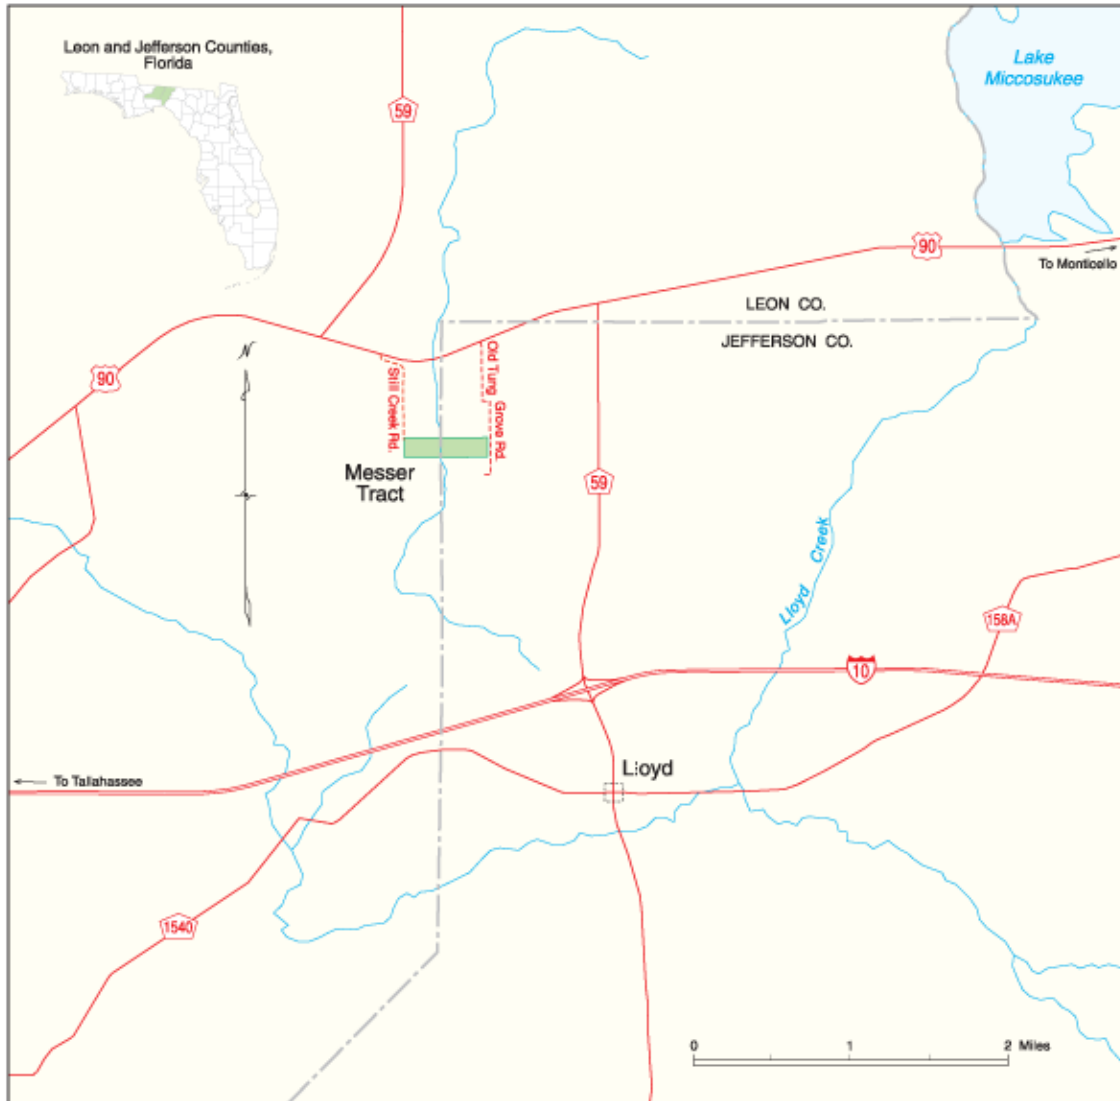 Leon and Jefferson Counties,
Florida
Lake
Miccosukee
59
90
To Monticello
LEON CO.
JEFFERSON CO.
N
90
Still Creek Rd.
Old Tung
Grove Rd.
Messer
Tract
59
Lloyd Creek
158A
10
To Tallahassee
Lloyd
1540
0 1 2 Miles